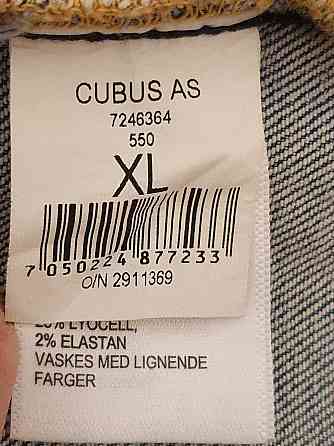 CUBUS AS
7246364
550
XL
7 050224 877233
O/N 2911369
LYOCELL,
2% ELASTAN
VASKES MED LIGNENDE
FARGER